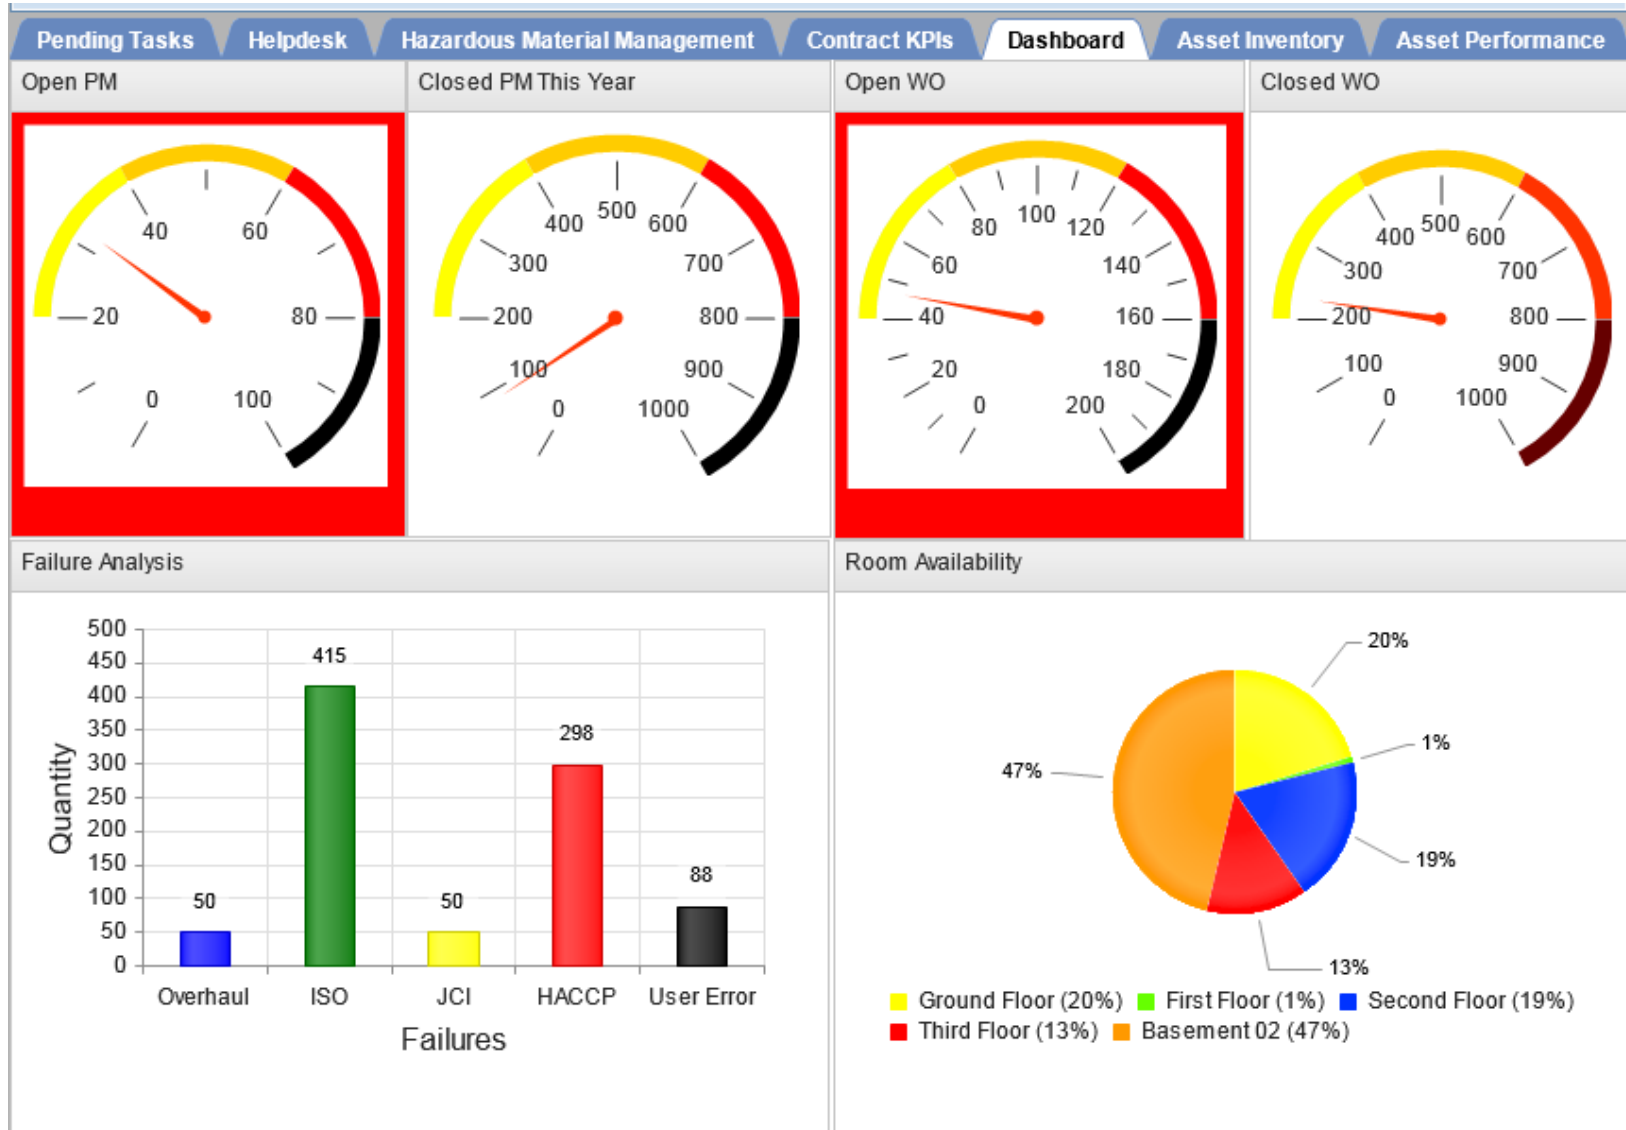 Pending Tasks Helpdesk Hazardous Material Management Contract KPIs Dashboard Asset Inventory Asset Performance
Open PM
Closed PM This Year
Open WO
Closed WO
0 20 40 60 80 100
0 100 200 300 400 500 600 700 800 900 1000
0 20 40 60 80 100 120 140 160 180 200
0 100 200 300 400 500 600 700 800 900 1000
Failure Analysis
Quantity
500
450
400
350
300
250
200
150
100
50
0
50 415 50 298 88
Overhaul ISO JCI HACCP User Error
Failures
Room Availability
20%
1%
47%
19%
13%
Ground Floor (20%) First Floor (1%) Second Floor (19%)
Third Floor (13%) Basement 02 (47%)